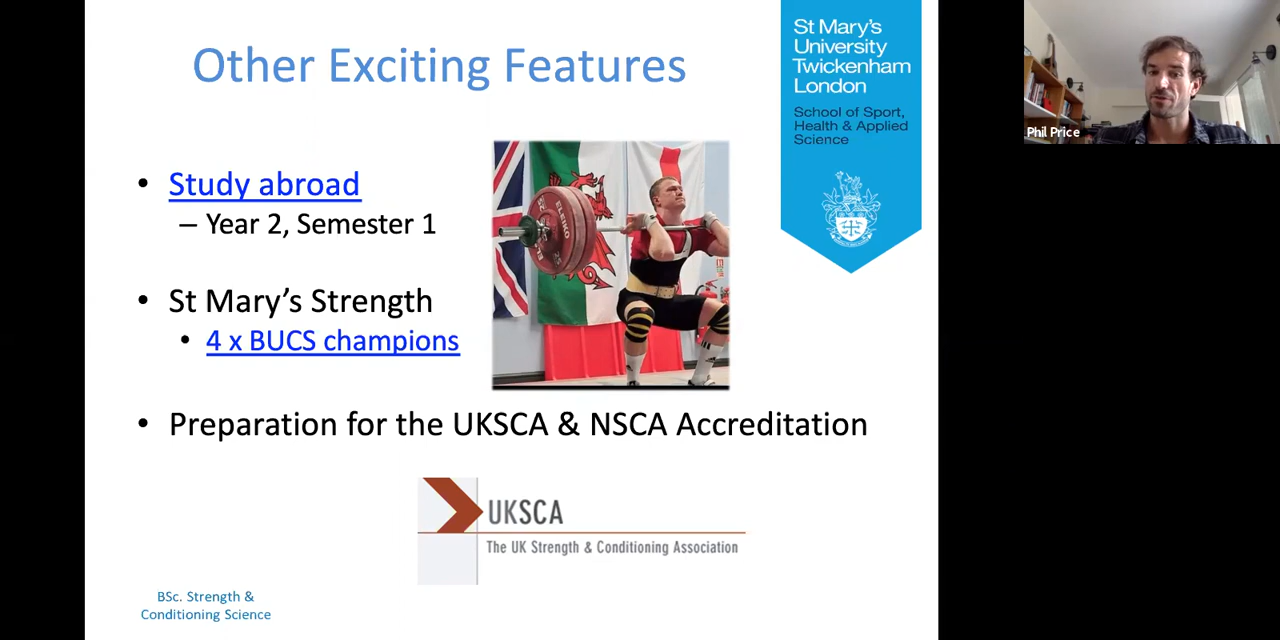 Other Exciting Features
St Mary's
University
Twickenham
London
School of Sport,
Health & Applied
Science
Phil Price
• Study abroad
– Year 2, Semester 1
• St Mary's Strength
• 4 x BUCS champions
ELEIKO
• Preparation for the UKSCA & NSCA Accreditation
UKSCA
The UK Strength & Conditioning Association
BSc. Strength &
Conditioning Science